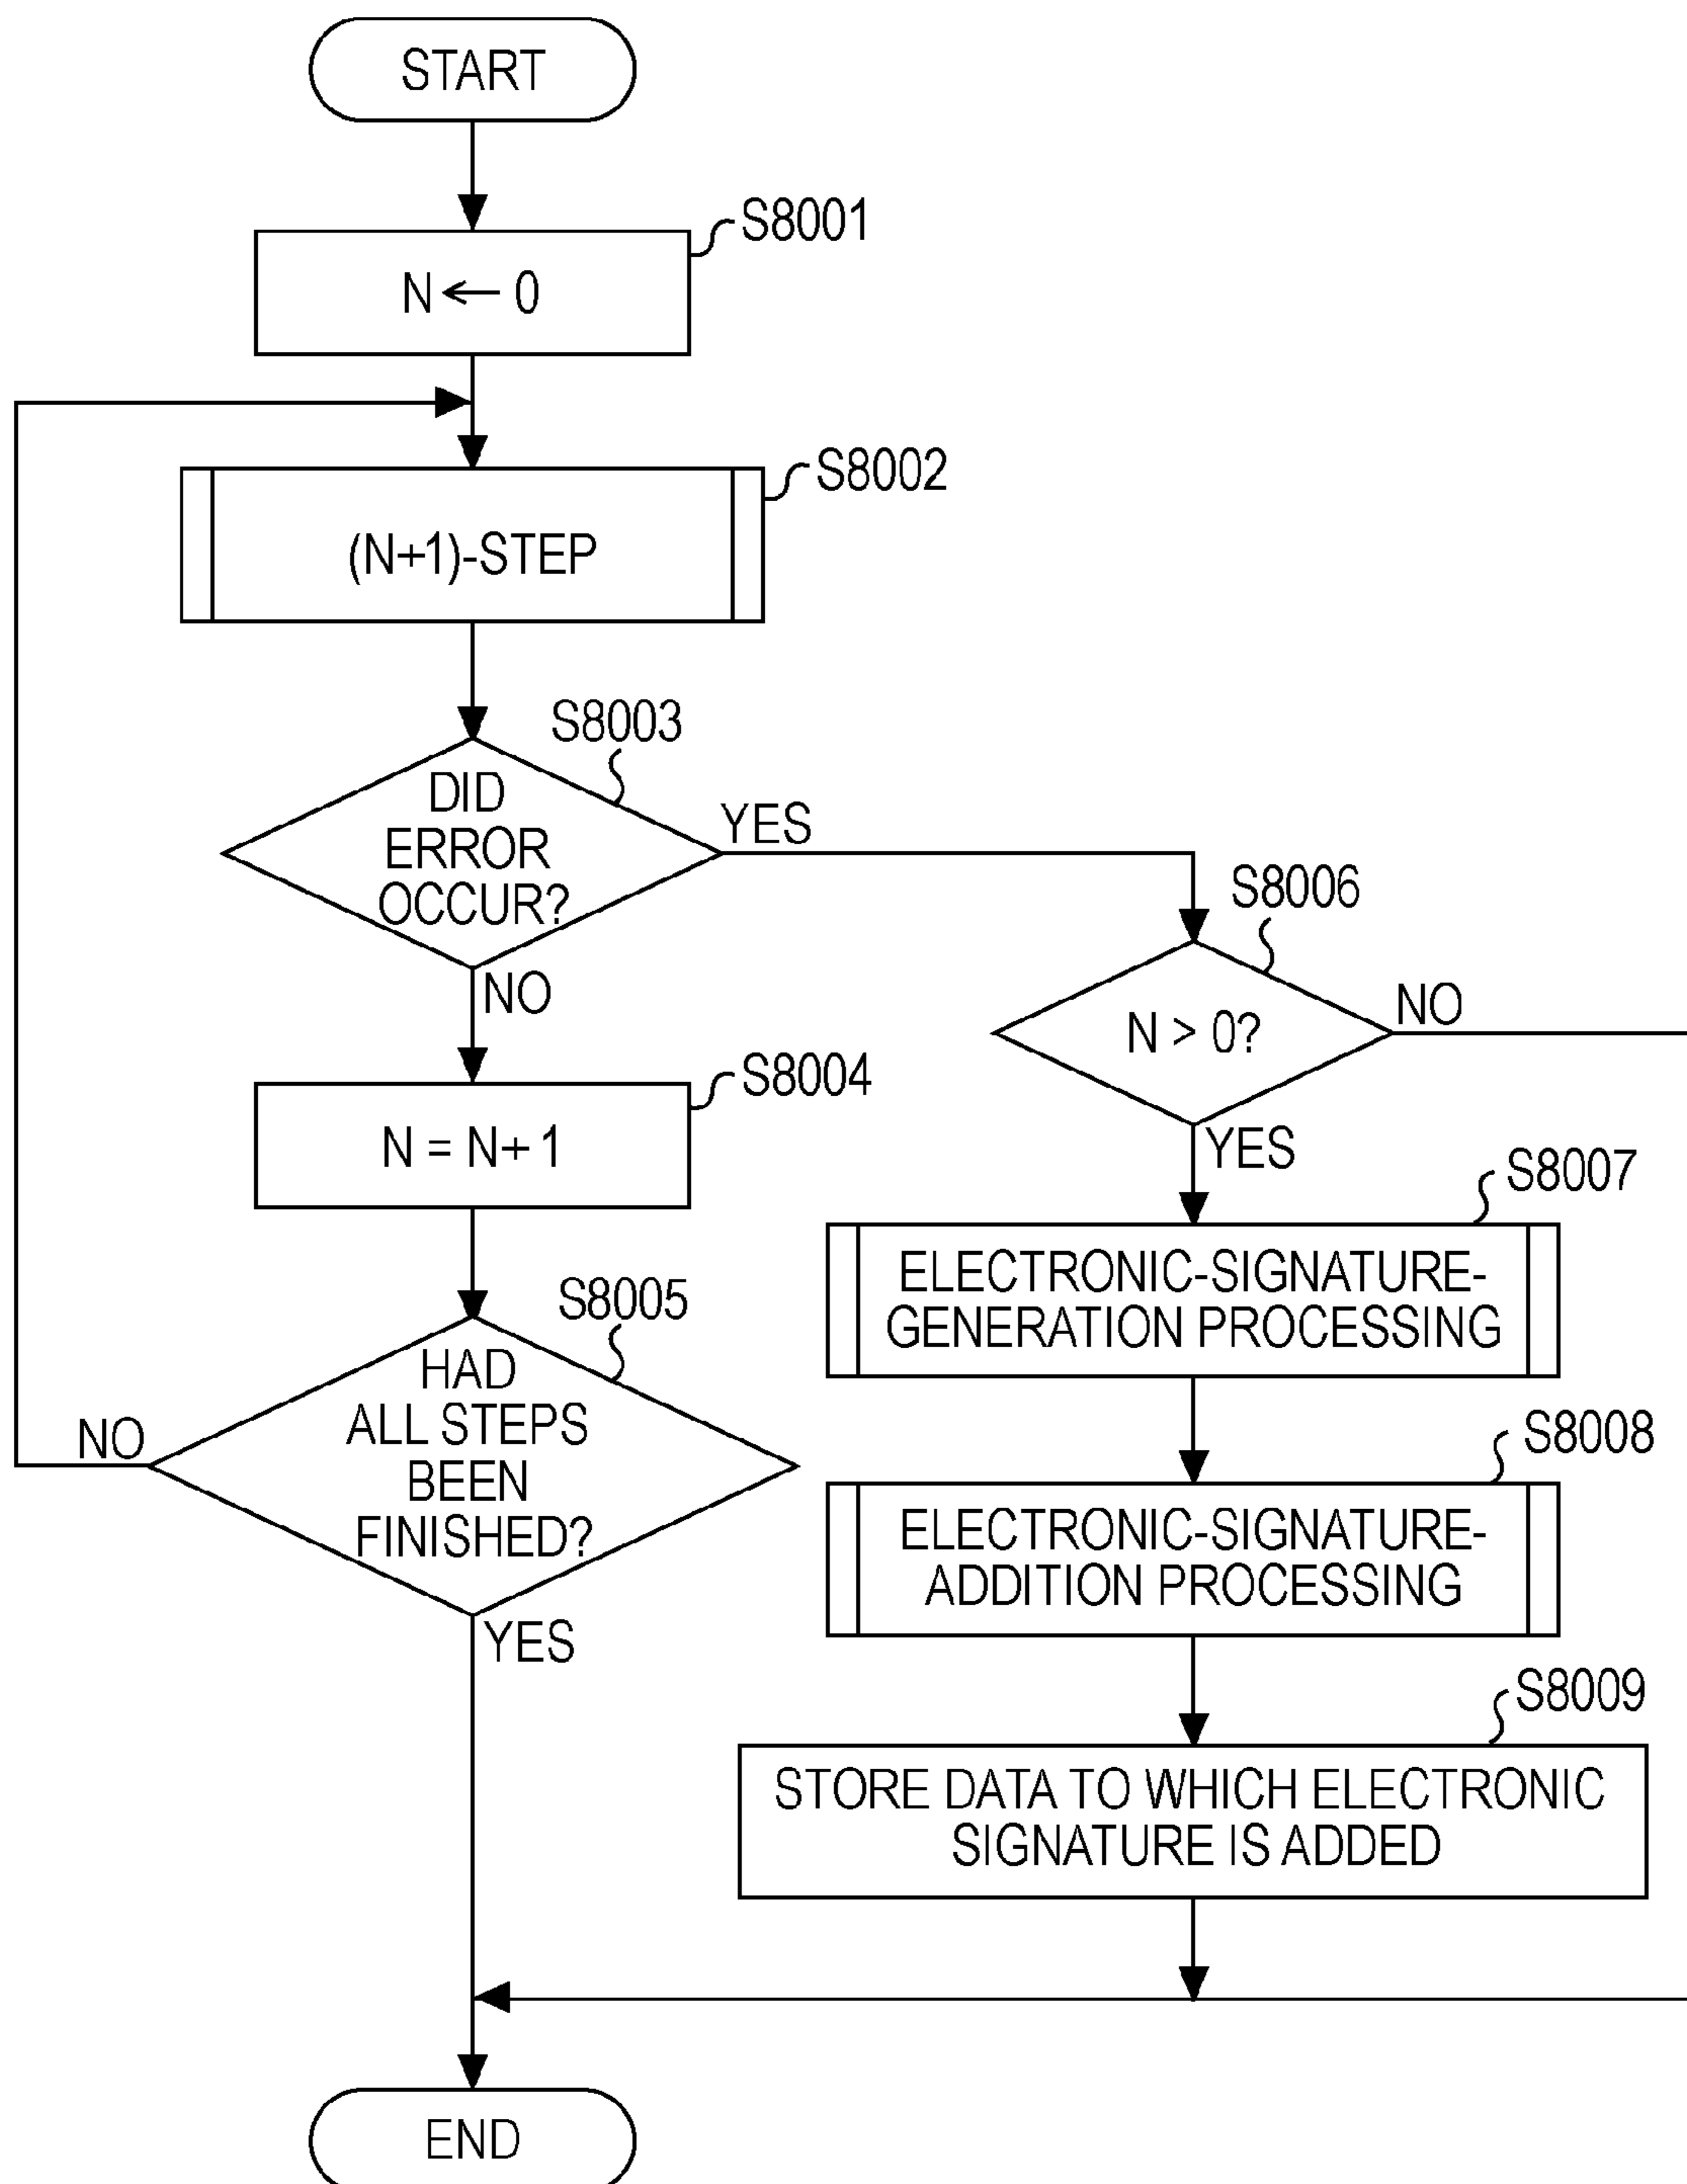 START
S8001
N ← 0
S8002
(N+1)-STEP
S8003
DID
ERROR
OCCUR?
YES
NO
S8006
N > 0?
NO
YES
S8004
N = N+ 1
S8007
ELECTRONIC-SIGNATURE-
GENERATION PROCESSING
S8005
HAD
ALL STEPS
BEEN
FINISHED?
NO
YES
S8008
ELECTRONIC-SIGNATURE-
ADDITION PROCESSING
S8009
STORE DATA TO WHICH ELECTRONIC
SIGNATURE IS ADDED
END